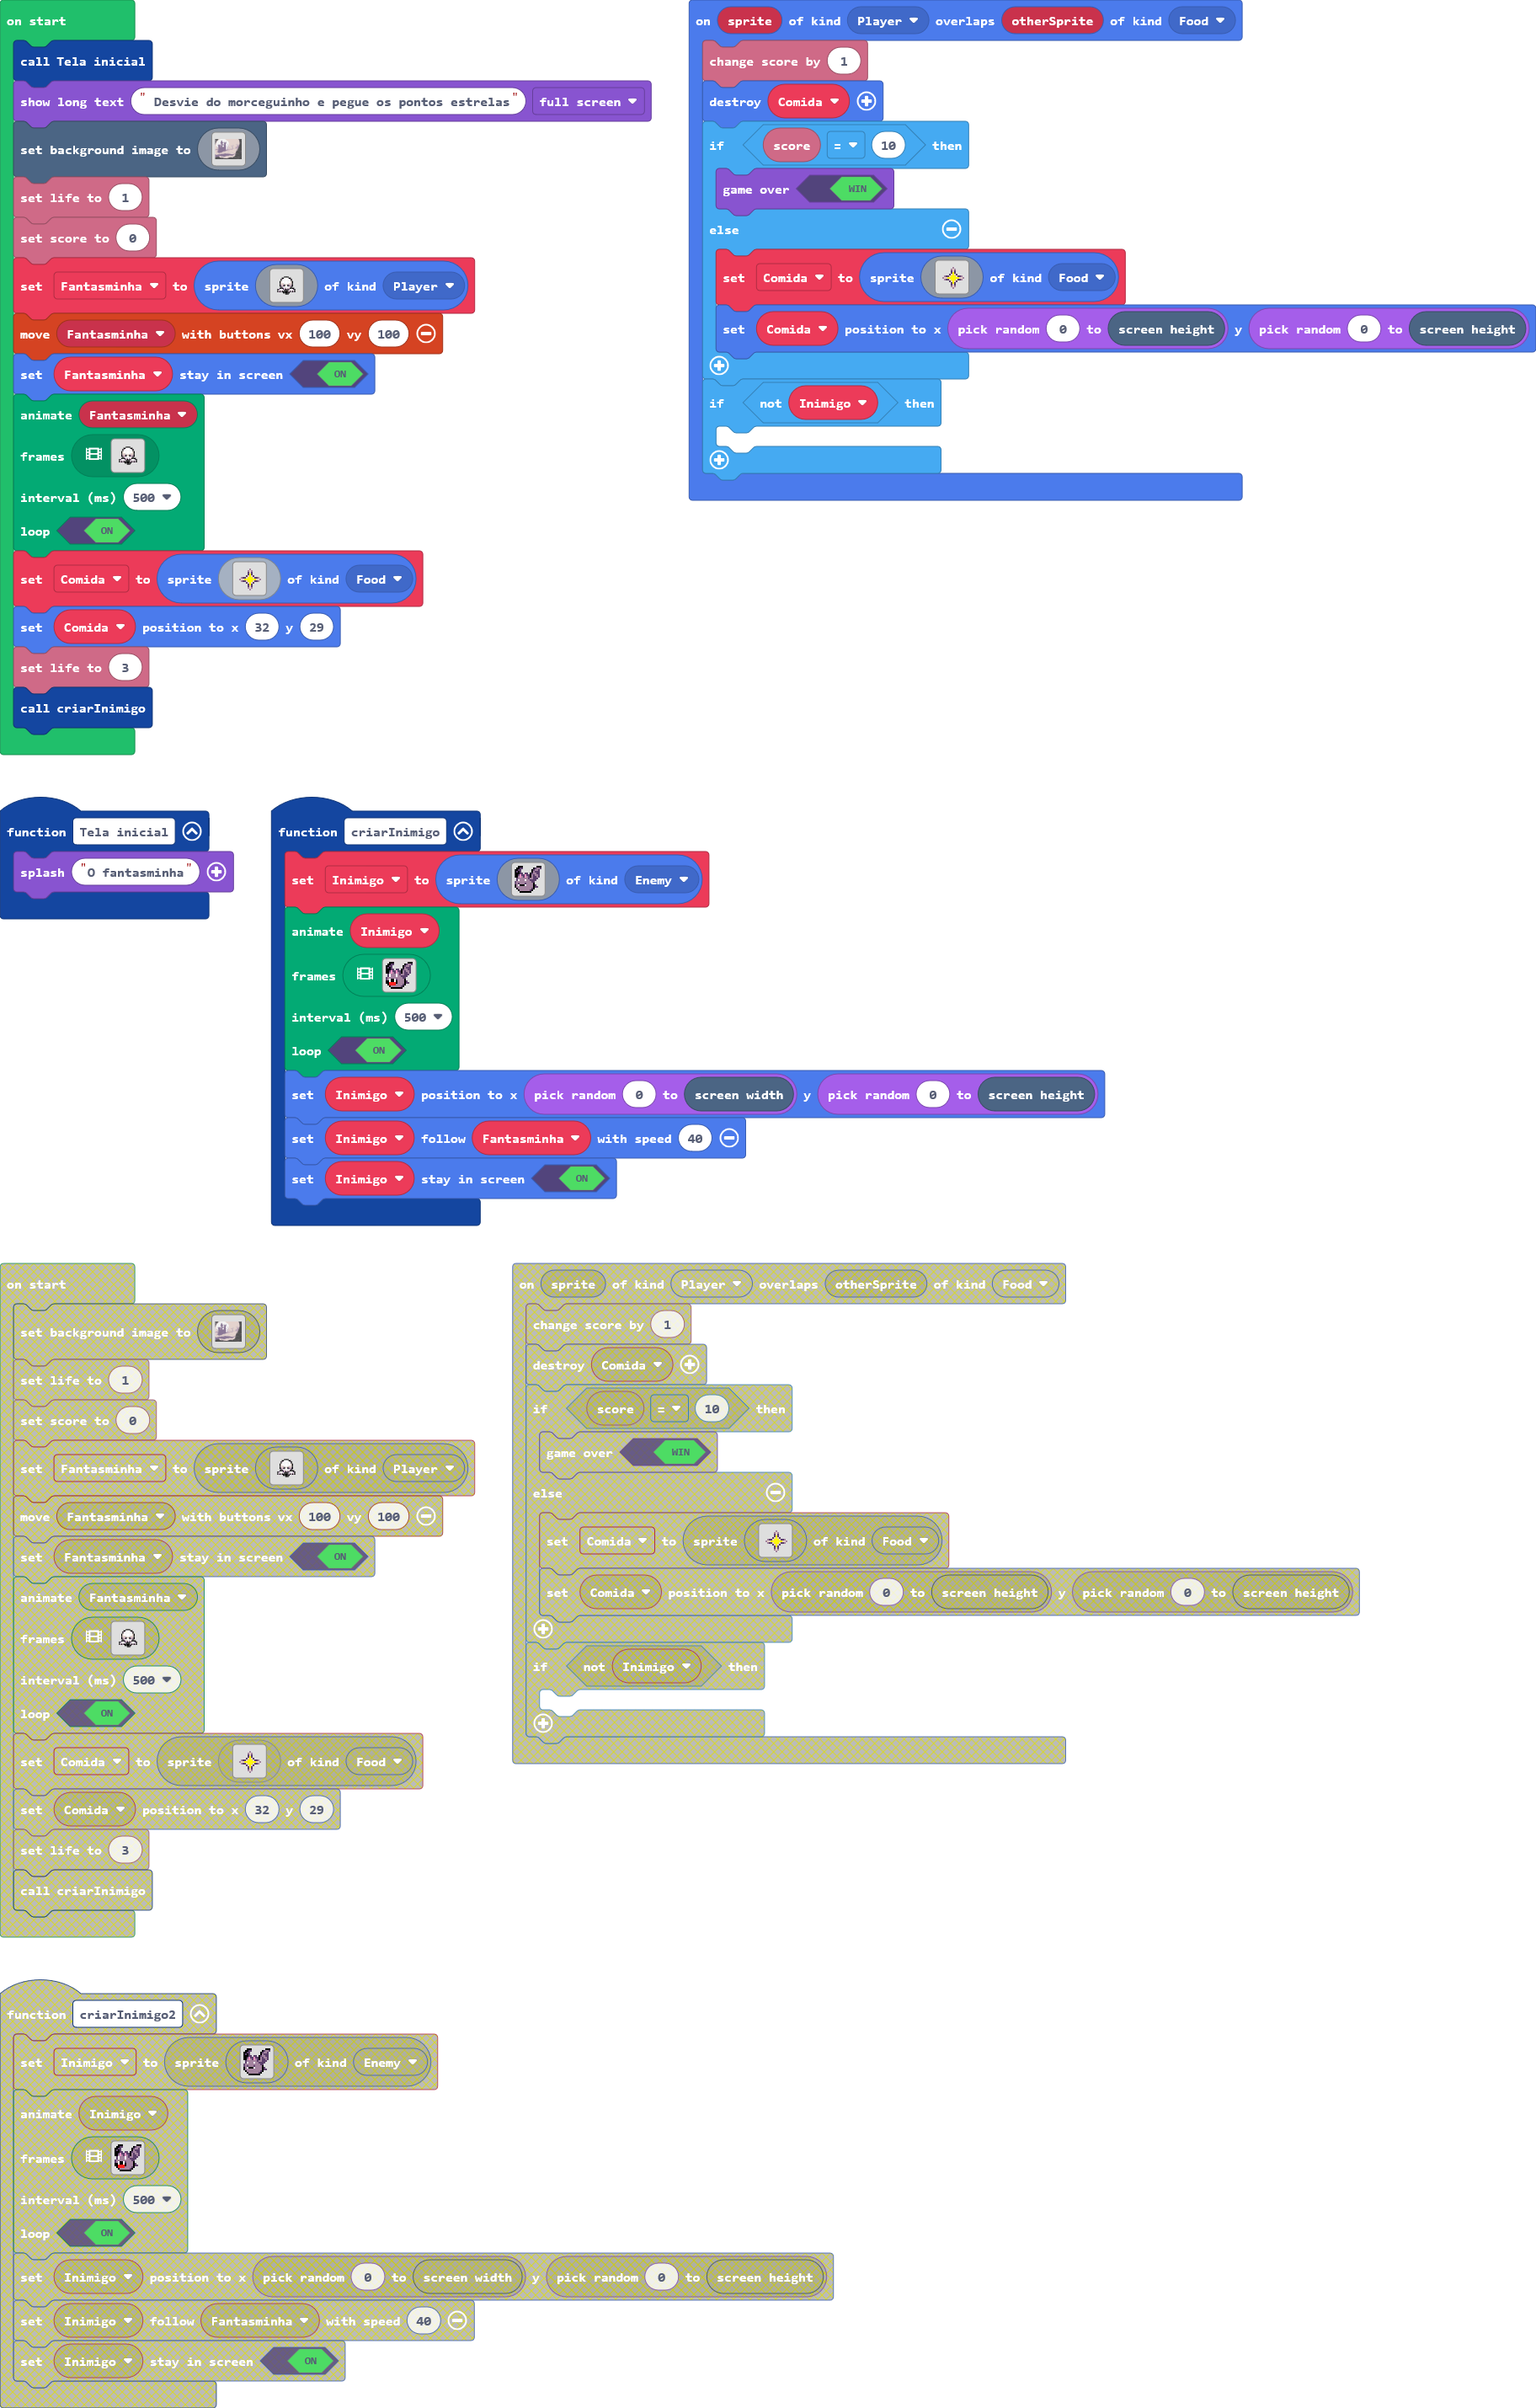 on start
call Tela inicial
show long text " Desvie do morceguinho e pegue os pontos estrelas" full screen
set background image to
set life to 1
set score to 0
set Fantasminha to sprite of kind Player
move Fantasminha with buttons vx 100 vy 100
set Fantasminha stay in screen ON
animate Fantasminha
frames
interval (ms) 500
loop ON
set Comida to sprite of kind Food
set Comida position to x 32 y 29
set life to 3
call criarInimigo
on sprite of kind Player overlaps otherSprite of kind Food
change score by 1
destroy Comida
if score = 10 then
game over WIN
else
set Comida to sprite of kind Food
set Comida position to x pick random 0 to screen height y pick random 0 to screen height
if not Inimigo then
function Tela inicial
splash "O fantasminha"
function criarInimigo
set Inimigo to sprite of kind Enemy
animate Inimigo
frames
interval (ms) 500
loop ON
set Inimigo position to x pick random 0 to screen width y pick random 0 to screen height
set Inimigo follow Fantasminha with speed 40
set Inimigo stay in screen ON
on start
set background image to
set life to 1
set score to 0
set Fantasminha to sprite of kind Player
move Fantasminha with buttons vx 100 vy 100
set Fantasminha stay in screen ON
animate Fantasminha
frames
interval (ms) 500
loop ON
set Comida to sprite of kind Food
set Comida position to x 32 y 29
set life to 3
call criarInimigo
on sprite of kind Player overlaps otherSprite of kind Food
change score by 1
destroy Comida
if score = 10 then
game over WIN
else
set Comida to sprite of kind Food
set Comida position to x pick random 0 to screen height y pick random 0 to screen height
if not Inimigo then
function criarInimigo2
set Inimigo to sprite of kind Enemy
animate Inimigo
frames
interval (ms) 500
loop ON
set Inimigo position to x pick random 0 to screen width y pick random 0 to screen height
set Inimigo follow Fantasminha with speed 40
set Inimigo stay in screen ON